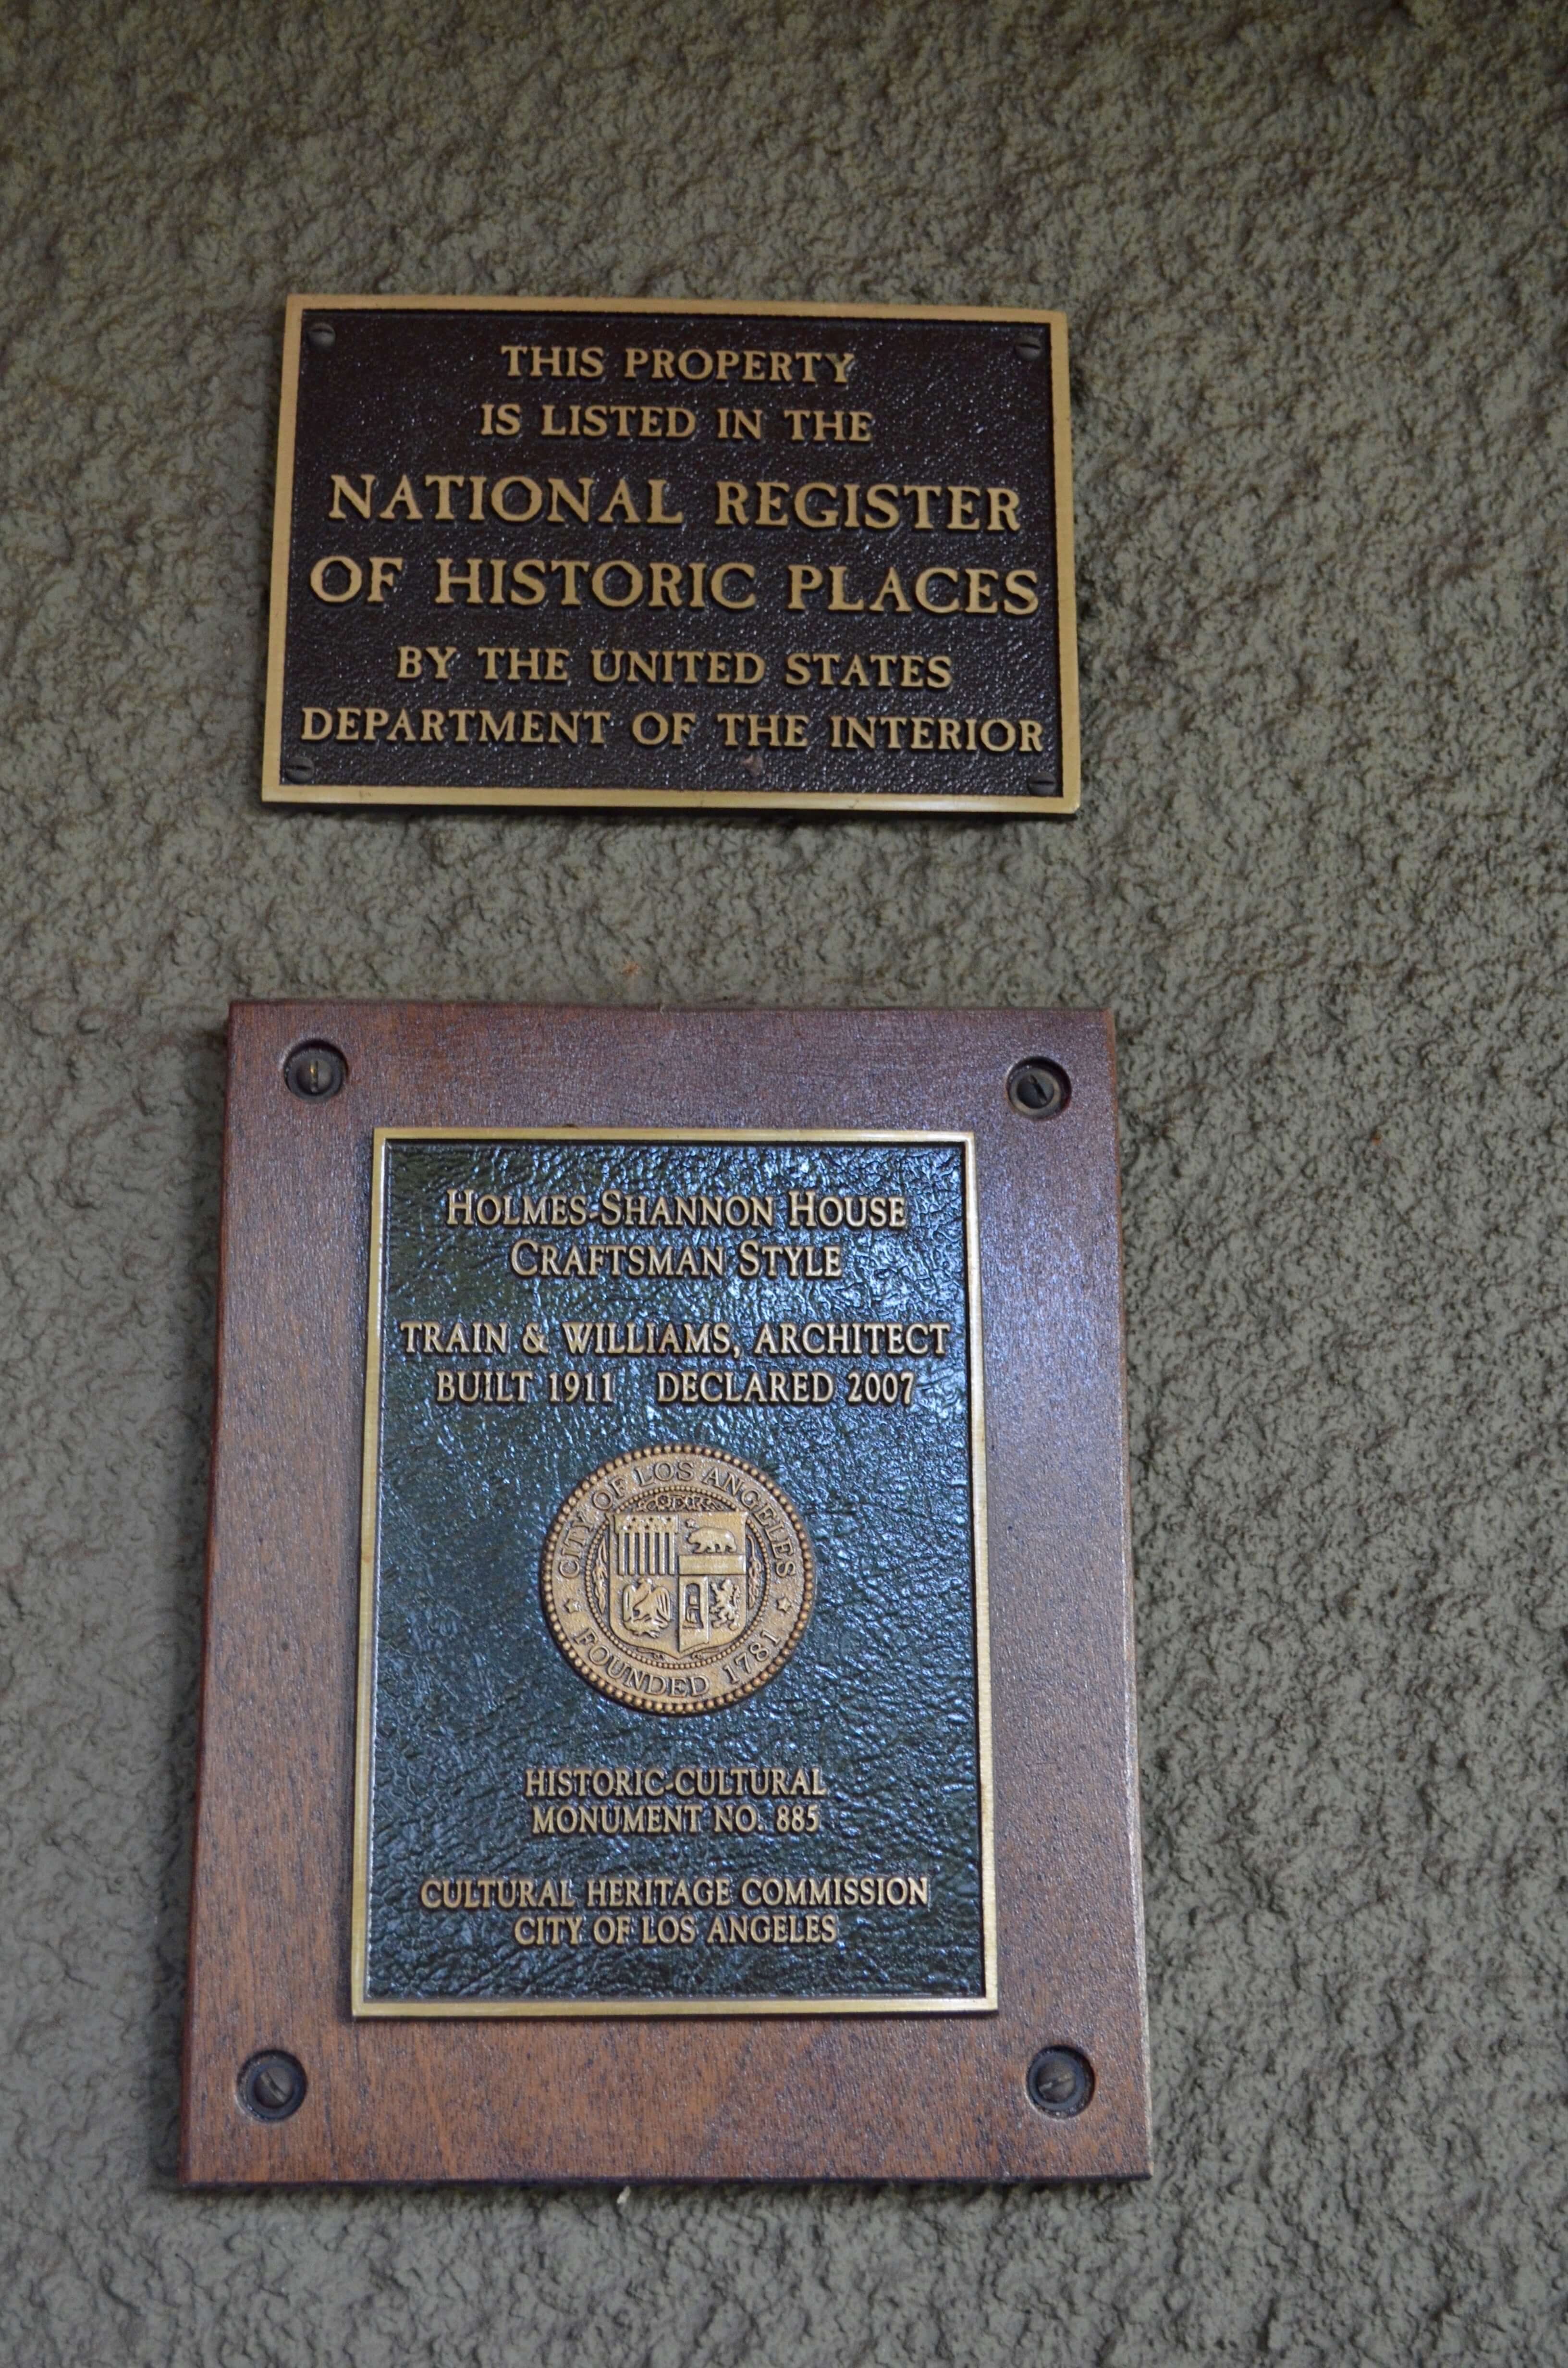 THIS PROPERTY
IS LISTED IN THE
NATIONAL REGISTER
OF HISTORIC PLACES
BY THE UNITED STATES
DEPARTMENT OF THE INTERIOR
HOLMES-SHANNON HOUSE
CRAFTSMAN STYLE
TRAIN & WILLIAMS, ARCHITECT
BUILT 1911 DECLARED 2007
CITY OF LOS ANGELES
FOUNDED 1781
HISTORIC-CULTURAL
MONUMENT NO. 885
CULTURAL HERITAGE COMMISSION
CITY OF LOS ANGELES